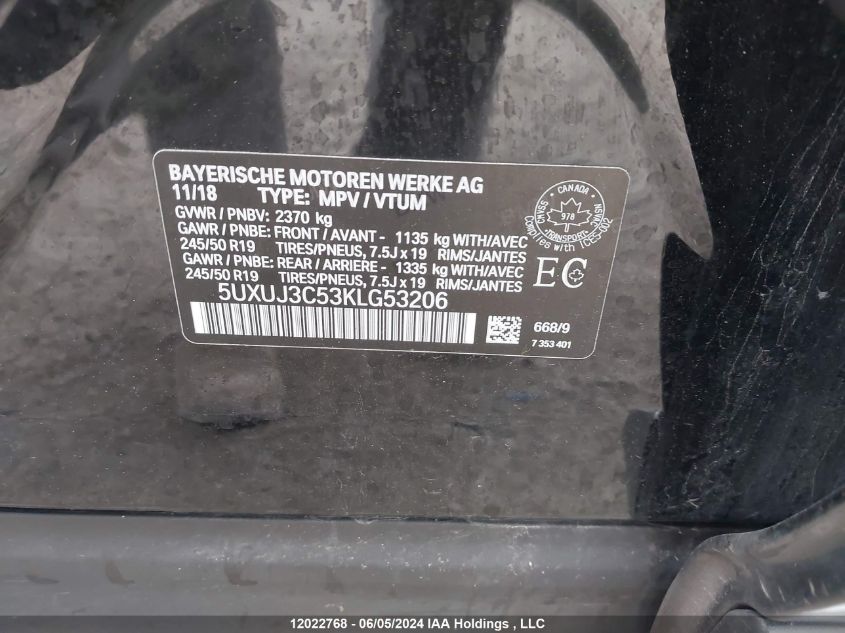 BAYERISCHE MOTOREN WERKE AG
11/18 TYPE: MPV / VTUM
GVWR / PNBV: 2370 kg
GAWR / PNBE: FRONT / AVANT - 1135 kg WITH/AVEC
245/50 R19 TIRES/PNEUS, 7.5J x 19 RIMS/JANTES
GAWR / PNBE: REAR / ARRIERE - 1335 kg WITH/AVEC
245/50 R19 TIRES/PNEUS, 7.5J x 19 RIMS/JANTES
5UXUJ3C53KLG53206
CANADA
978
TRANSPORT
Complies with ICES-002
EC
668/9
7 353 401
12022768 - 06/05/2024 IAA Holdings , LLC